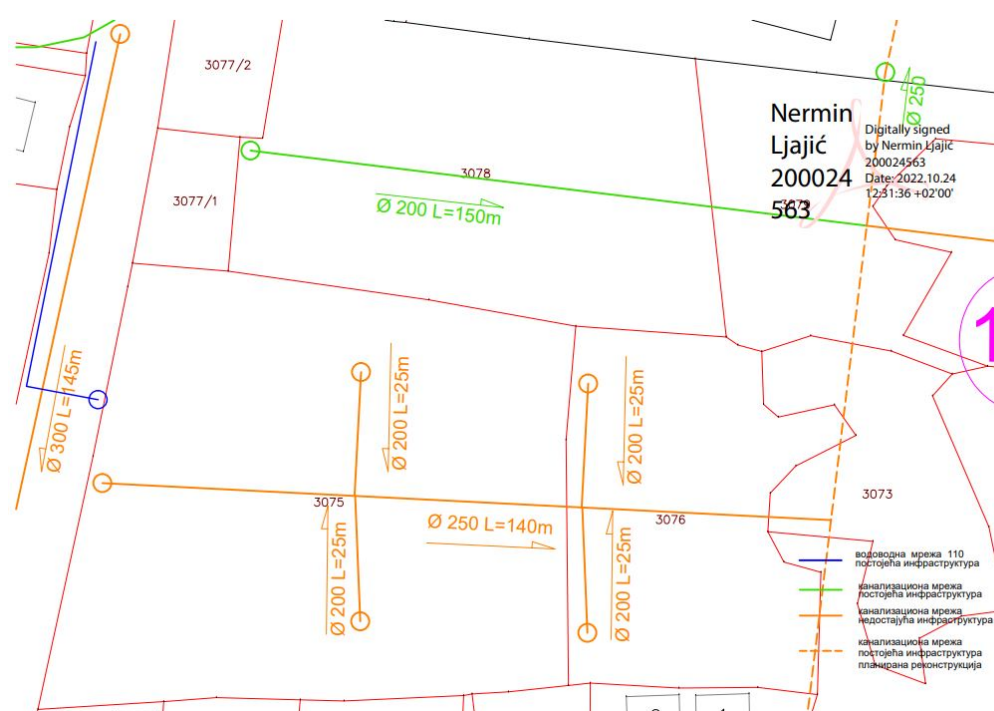 3077/2
Ø 250
Nermin
Ljajić
200024
563
Digitally signed
by Nermin Ljajić
200024563
Date: 2022.10.24
12:31:36 +02'00'
3078
3077/1
Ø 200 L=150m
3079
1
Ø 300 L=145m
Ø 200 L=25m
Ø 200 L=25m
3075
Ø 250 L=140m
3076
3073
Ø 200 L=25m
Ø 200 L=25m
водоводна мрежа 110
постојећа инфраструктура
канализациона мрежа
постојећа инфраструктура
канализациона мрежа
недостајућа инфраструктура
канализациона мрежа
постојећа инфраструктура
планирана реконструкција